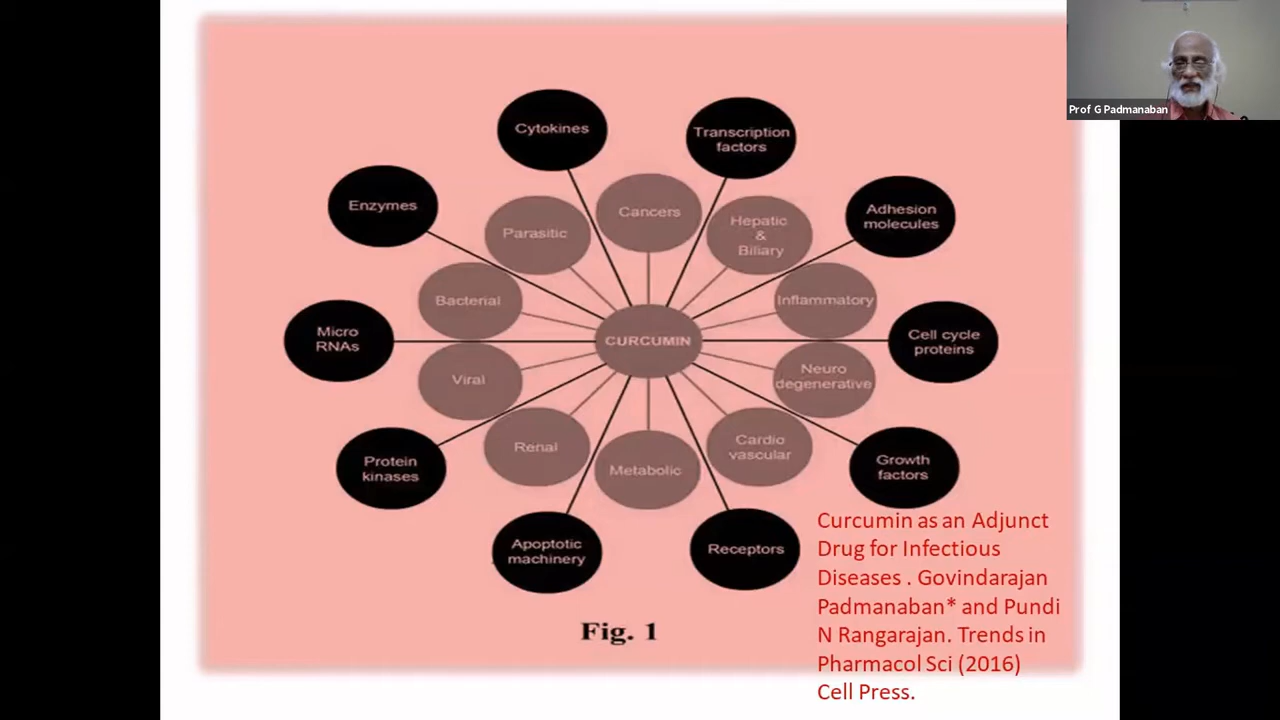 Prof G Padmanaban
Cytokines
Transcription
factors
Enzymes
Adhesion
molecules
Cancers
Parasitic
Hepatic
&
Biliary
Bacterial
Inflammatory
Micro
RNAs
CURCUMIN
Cell cycle
proteins
Viral
Neuro
degenerative
Renal
Metabolic
Cardio
vascular
Protein
kinases
Growth
factors
Apoptotic
machinery
Receptors
Fig. 1
Curcumin as an Adjunct
Drug for Infectious
Diseases . Govindarajan
Padmanaban* and Pundi
N Rangarajan. Trends in
Pharmacol Sci (2016)
Cell Press.